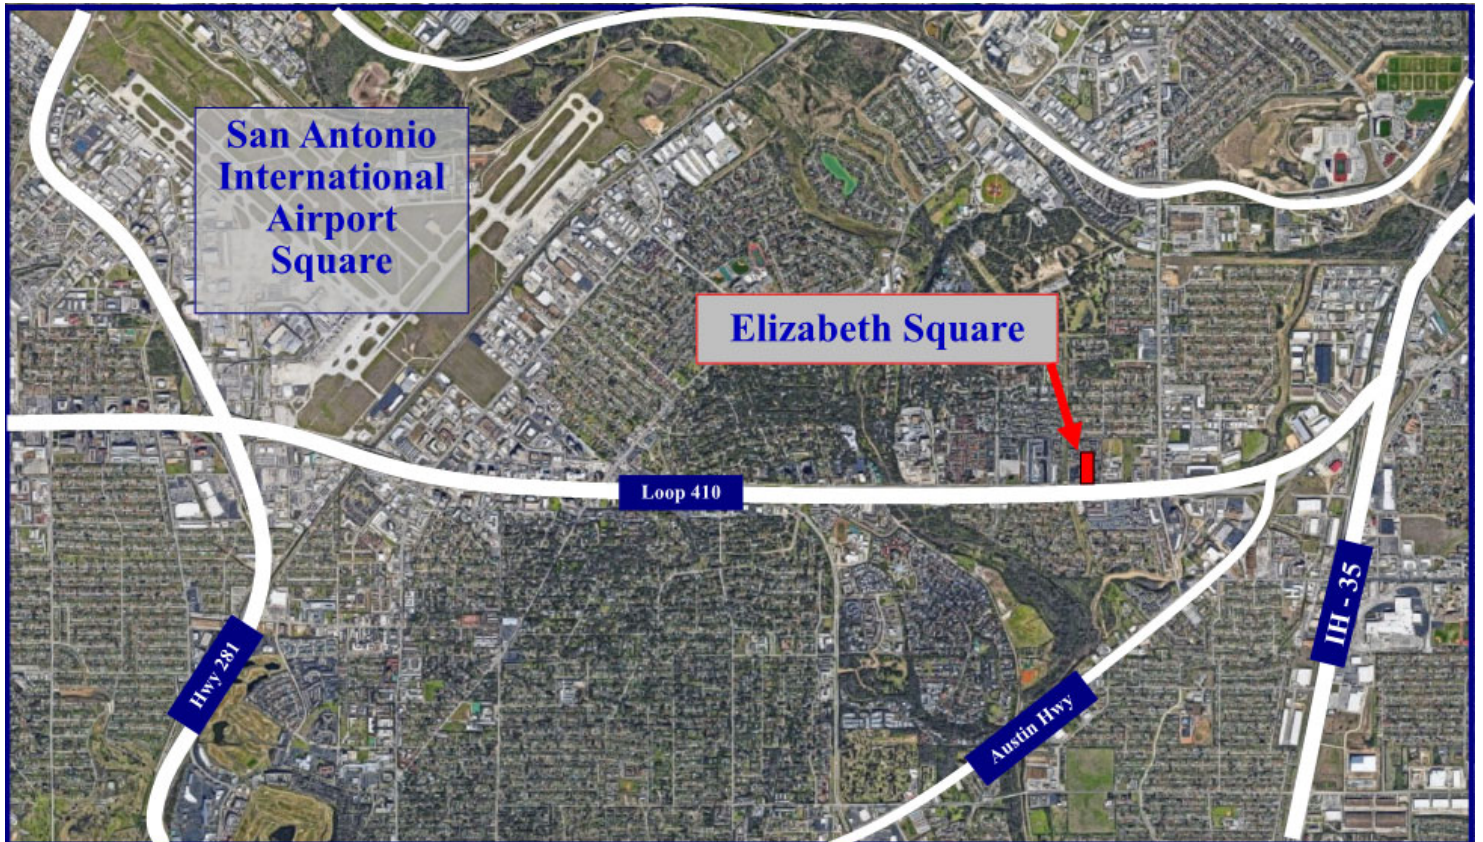 San Antonio
International
Airport
Square
Elizabeth Square
Loop 410
IH - 35
Hwy 281
Austin Hwy